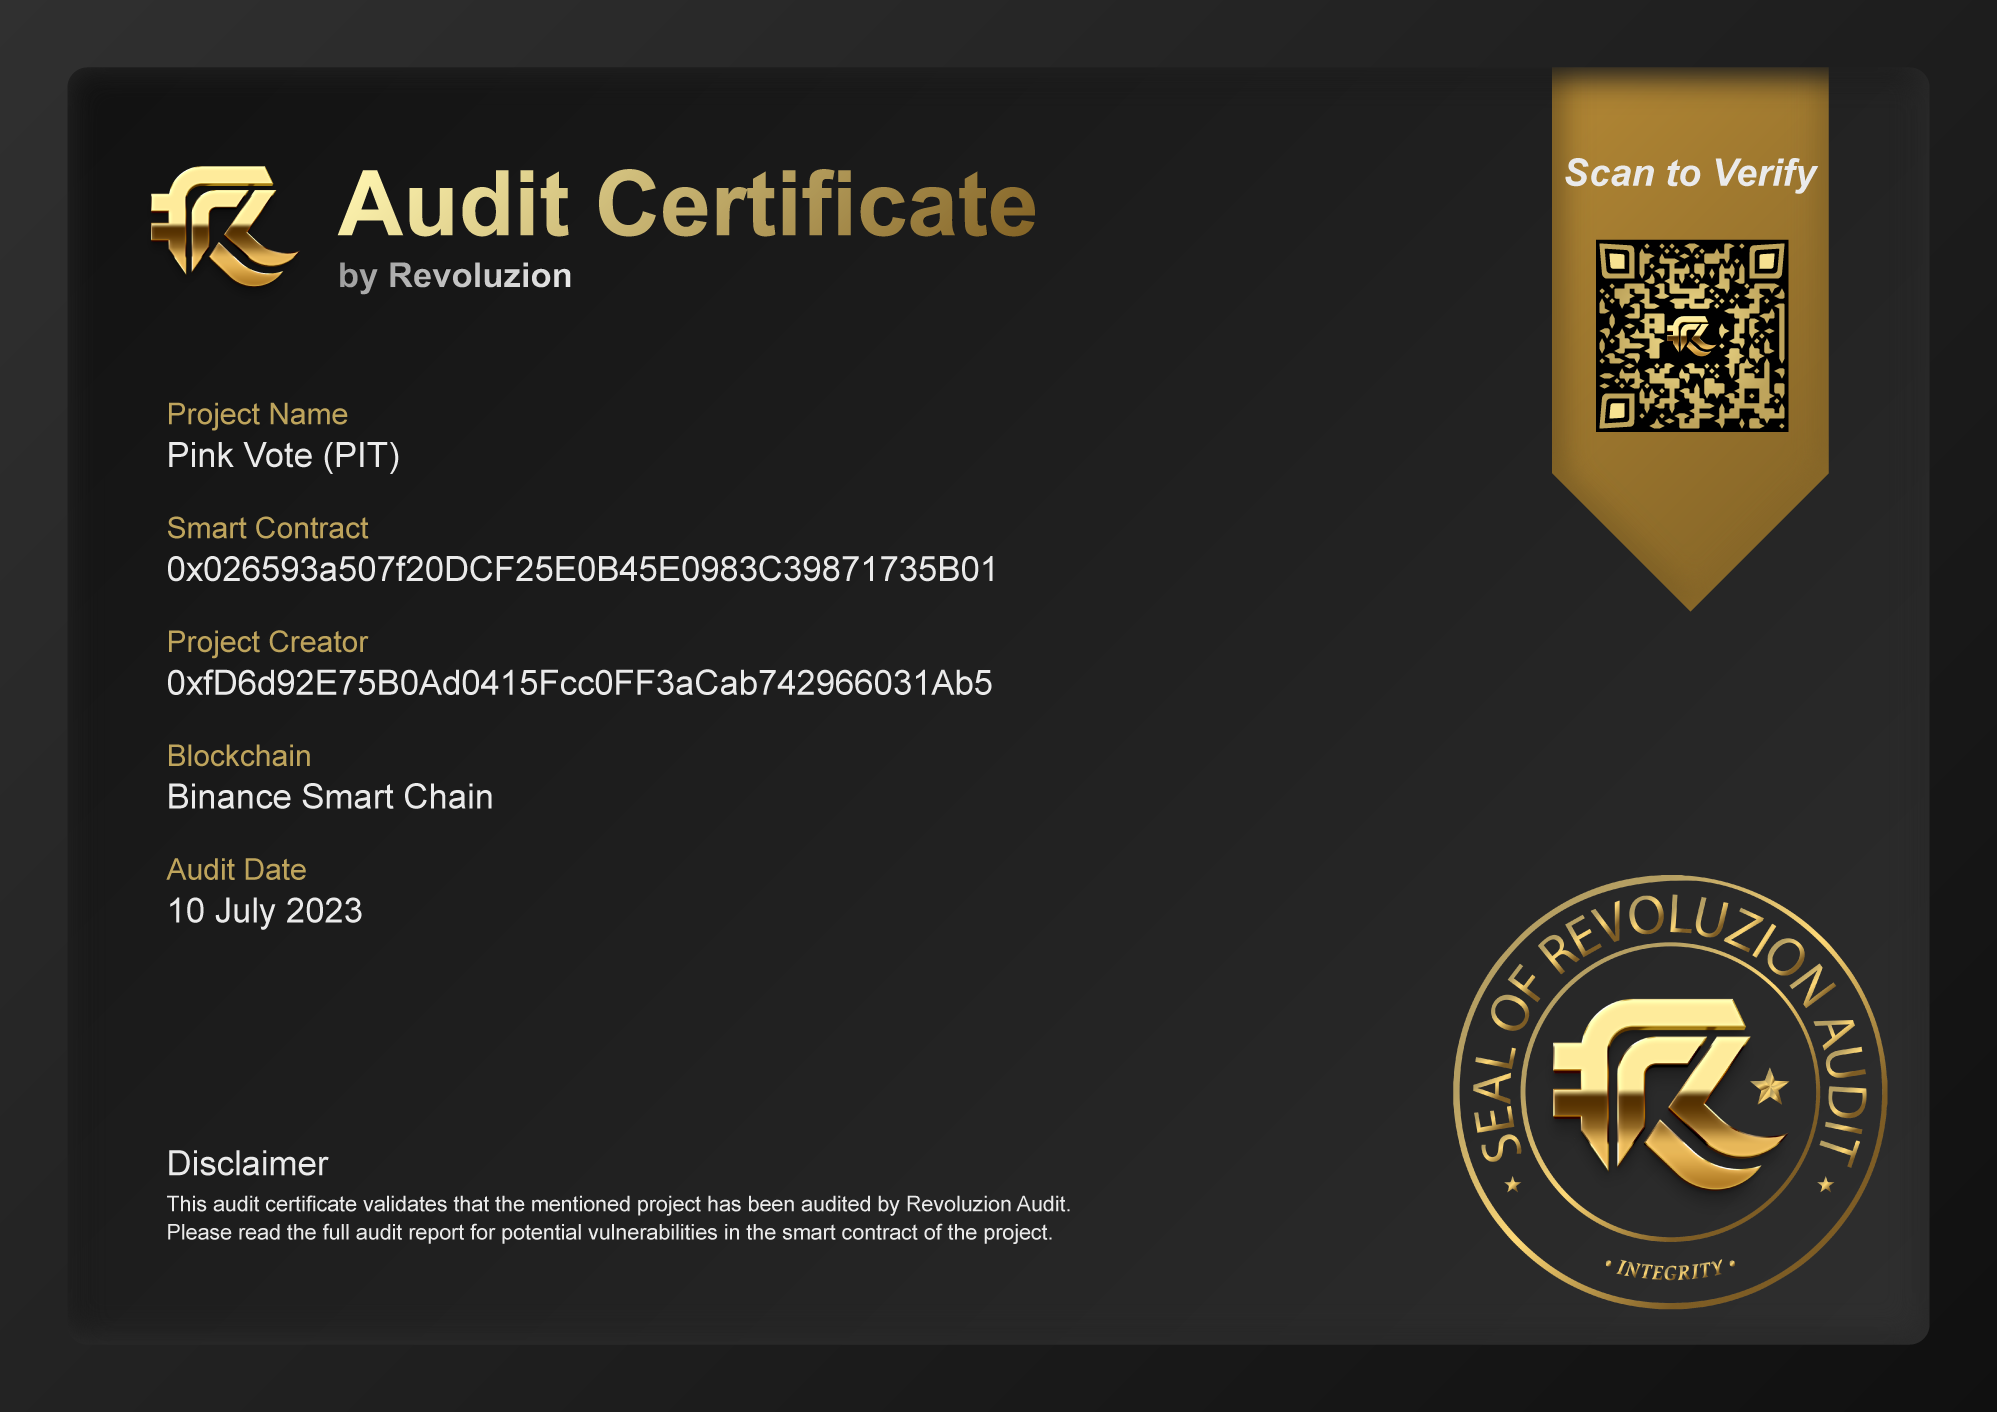 Audit Certificate
by Revoluzion
Scan to Verify
Project Name
Pink Vote (PIT)
Smart Contract
0x026593a507f20DCF25E0B45E0983C39871735B01
Project Creator
0xfD6d92E75B0Ad0415Fcc0FF3aCab742966031Ab5
Blockchain
Binance Smart Chain
Audit Date
10 July 2023
Disclaimer
This audit certificate validates that the mentioned project has been audited by Revoluzion Audit.
Please read the full audit report for potential vulnerabilities in the smart contract of the project.
SEAL OF REVOLUZION AUDIT
• INTEGRITY •